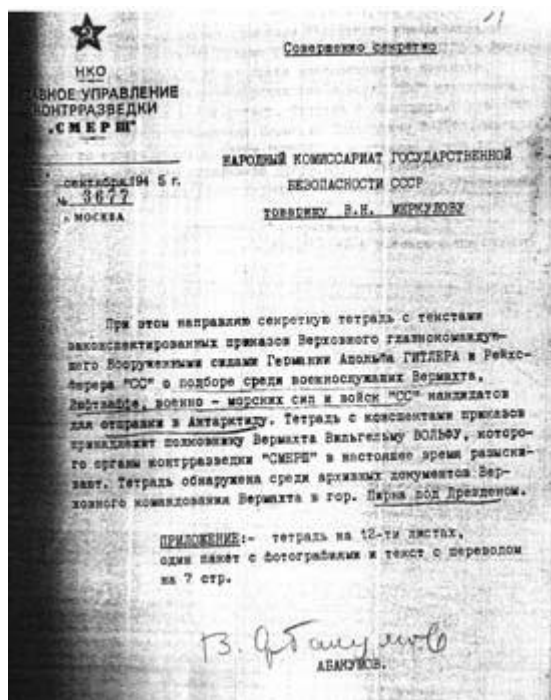 Совершенно секретно
НКО
ГЛАВНОЕ УПРАВЛЕНИЕ
КОНТРРАЗВЕДКИ
„СМЕРШ"
сентября 1945 г.
№ 3677
г. МОСКВА
НАРОДНЫЙ КОМИССАРИАТ ГОСУДАРСТВЕННОЙ
БЕЗОПАСНОСТИ СССР
товарищу В.Н. МЕРКУЛОВУ
При этом направляю секретную тетрадь с текстами
законспектированных приказов Верховного главнокомандую-
щего Вооруженными силами Германии Адольфа ГИТЛЕРА и Рейхс-
фюрера "СС" о подборе среди военнослужащих Вермахта,
Люфтваффе, военно - морских сил и войск "СС" кандидатов
для отправки в Антарктиду. Тетрадь с конспектами приказов
принадлежит полковнику Вермахта Вильгельму ВОЛЬФУ, которо-
го органы контрразведки "СМЕРШ" в настоящее время разыски-
вают. Тетрадь обнаружена среди архивных документов Вер-
ховного командования Вермахта в гор. Пирна под Дрезденом.
ПРИЛОЖЕНИЕ:- тетрадь на 12-ти листах,
один пакет с фотографиями и текст с переводом
на 7 стр.
В. Абакумов
АБАКУМОВ.